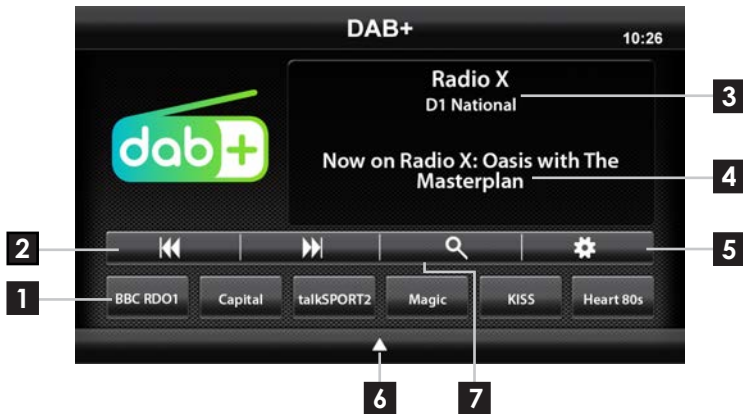 DAB+
10:26
dab+
Radio X
D1 National
3
Now on Radio X: Oasis with The
Masterplan
4
2
5
1
BBC RDO1 Capital talkSPORT2 Magic KISS Heart 80s
6
7